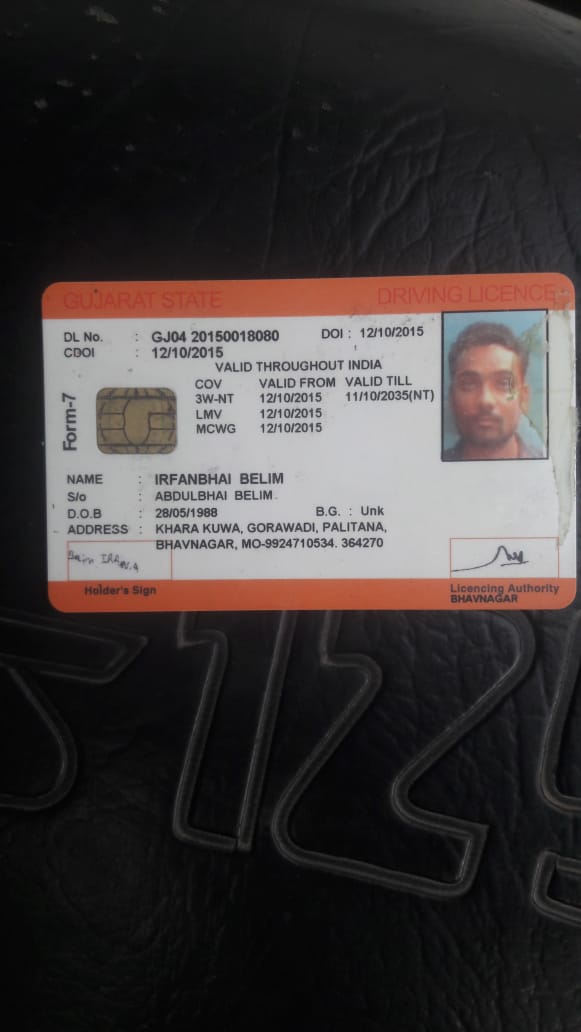 GUJARAT STATE DRIVING LICENCE
DL No. : GJ04 20150018080 DOI : 12/10/2015
CDOI : 12/10/2015
VALID THROUGHOUT INDIA
COV VALID FROM VALID TILL
3W-NT 12/10/2015 11/10/2035(NT)
LMV 12/10/2015
MCWG 12/10/2015
Form-7
NAME : IRFANBHAI BELIM
S/o : ABDULBHAI BELIM
D.O.B : 28/05/1988 B.G. : Unk
ADDRESS : KHARA KUWA, GORAWADI, PALITANA,
BHAVNAGAR, MO-9924710534. 364270
Holder's Sign Licencing Authority
BHAVNAGAR